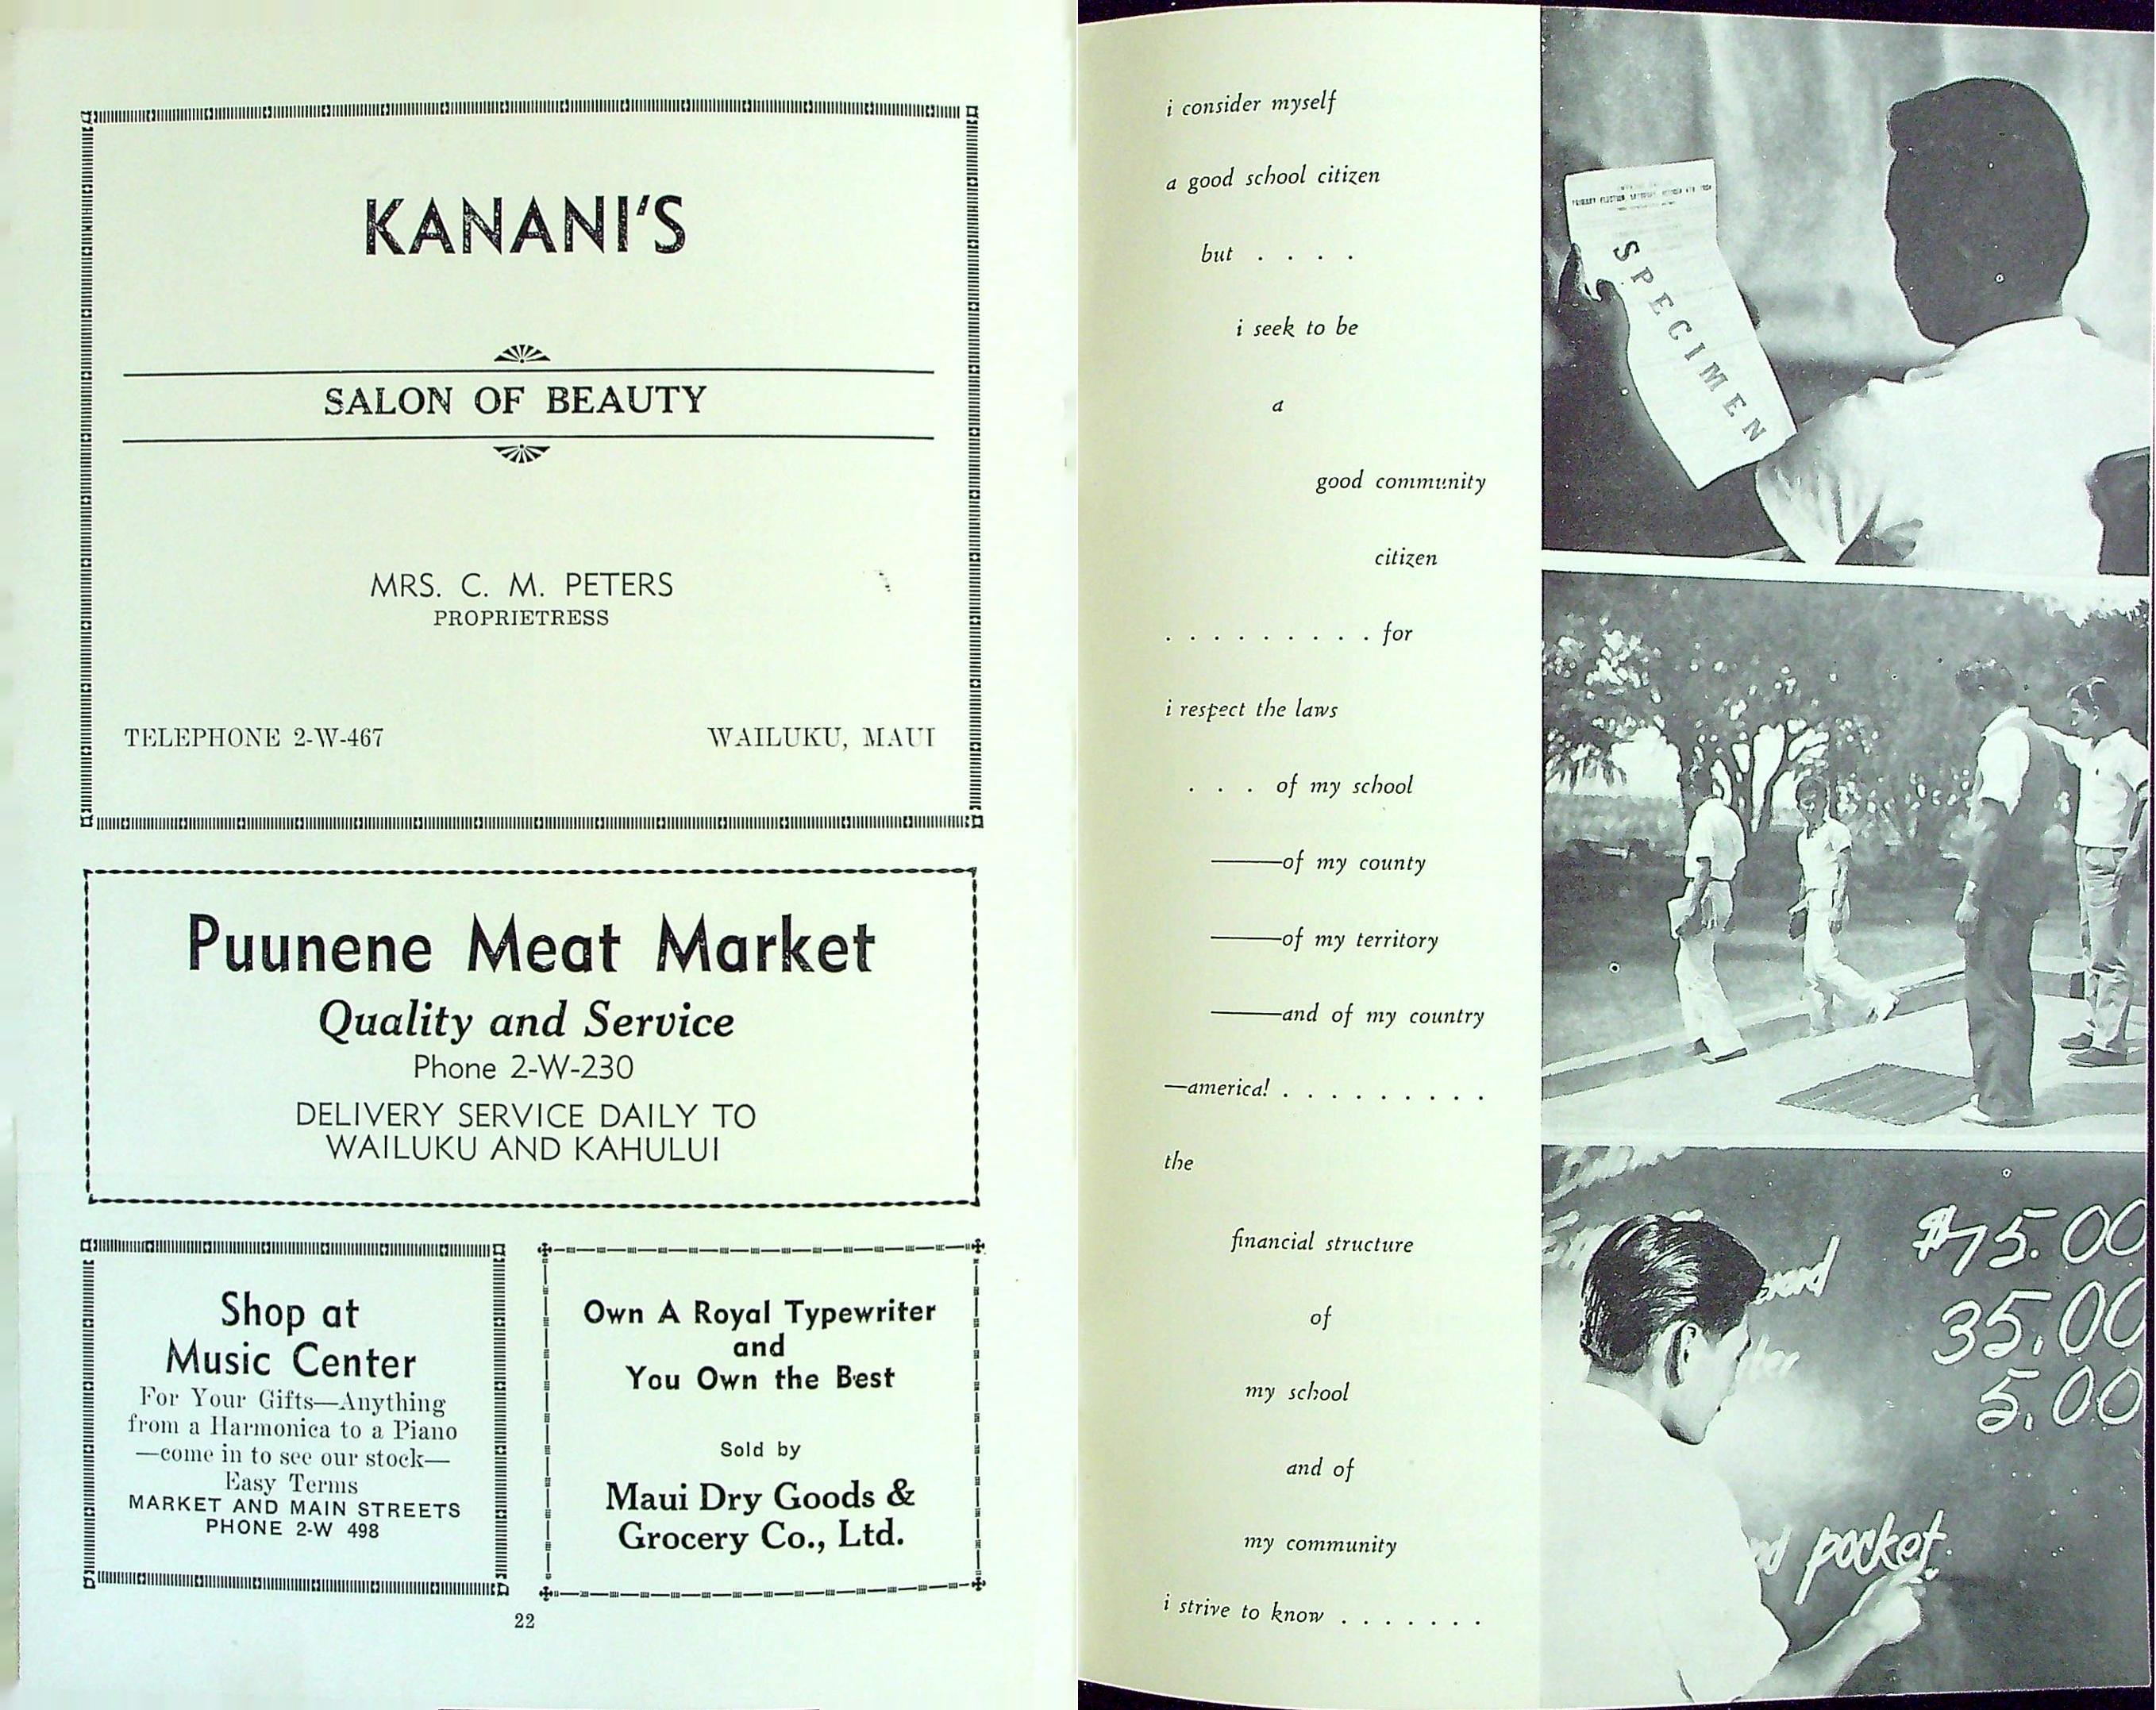 KANANI'S
SALON OF BEAUTY
MRS. C. M. PETERS
PROPRIETRESS
TELEPHONE 2-W-467
WAILUKU, MAUI
Puunene Meat Market
Quality and Service
Phone 2-W-230
DELIVERY SERVICE DAILY TO
WAILUKU AND KAHULUI
Shop at
Music Center
For Your Gifts—Anything
from a Harmonica to a Piano
—come in to see our stock—
Easy Terms
MARKET AND MAIN STREETS
PHONE 2-W 498
Own A Royal Typewriter
and
You Own the Best
Sold by
Maui Dry Goods &
Grocery Co., Ltd.
22
i consider myself
a good school citizen
but . . . .
i seek to be
a
good community
citizen
. . . . . . . . . for
i respect the laws
. . . of my school
——of my county
——of my territory
——and of my country
—america! . . . . . . . . .
the
financial structure
of
my school
and of
my community
i strive to know . . . . . . .
PRIMARY ELECTION, SATURDAY, OCTOBER
SPECIMEN
$75.00
35.00
5.00
pocket